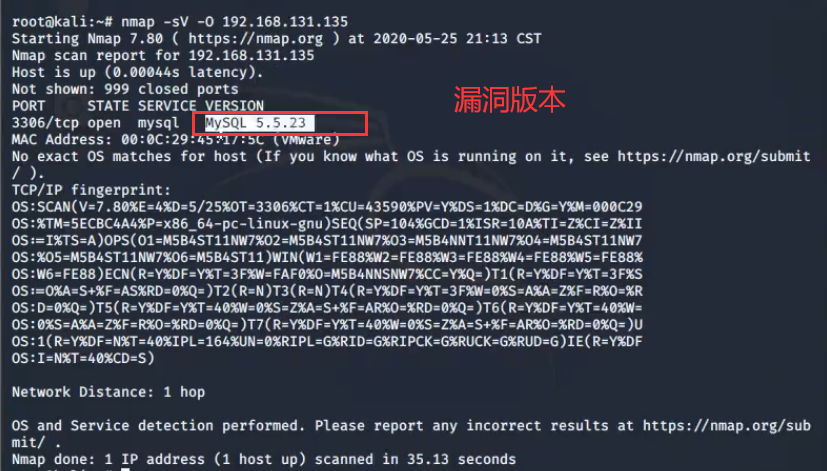 root@kali:~# nmap -sV -O 192.168.131.135
Starting Nmap 7.80 ( https://nmap.org ) at 2020-05-25 21:13 CST
Nmap scan report for 192.168.131.135
Host is up (0.00044s latency).
Not shown: 999 closed ports
PORT     STATE SERVICE VERSION
3306/tcp open  mysql   MySQL 5.5.23
漏洞版本
MAC Address: 00:0C:29:45:17:5C (VMware)
No exact OS matches for host (If you know what OS is running on it, see https://nmap.org/submit
/ ).
TCP/IP fingerprint:
OS:SCAN(V=7.80%E=4%D=5/25%OT=3306%CT=1%CU=43590%PV=Y%DS=1%DC=D%G=Y%M=000C29
OS:%TM=5ECBC4A4%P=x86_64-pc-linux-gnu)SEQ(SP=104%GCD=1%ISR=10A%TI=Z%CI=Z%II
OS:=I%TS=A)OPS(O1=M5B4ST11NW7%O2=M5B4ST11NW7%O3=M5B4NNT11NW7%O4=M5B4ST11NW7
OS:%O5=M5B4ST11NW7%O6=M5B4ST11)WIN(W1=FE88%W2=FE88%W3=FE88%W4=FE88%W5=FE88%
OS:W6=FE88)ECN(R=Y%DF=Y%T=3F%W=FAF0%O=M5B4NNSNW7%CC=Y%Q=)T1(R=Y%DF=Y%T=3F%S
OS:=O%A=S+%F=AS%RD=0%Q=)T2(R=N)T3(R=N)T4(R=Y%DF=Y%T=3F%W=0%S=A%A=Z%F=R%O=%R
OS:D=0%Q=)T5(R=Y%DF=Y%T=40%W=0%S=Z%A=S+%F=AR%O=%RD=0%Q=)T6(R=Y%DF=Y%T=40%W=
OS:0%S=A%A=Z%F=R%O=%RD=0%Q=)T7(R=Y%DF=Y%T=40%W=0%S=Z%A=S+%F=AR%O=%RD=0%Q=)U
OS:1(R=Y%DF=N%T=40%IPL=164%UN=0%RIPL=G%RID=G%RIPCK=G%RUCK=G%RUD=G)IE(R=Y%DF
OS:I=N%T=40%CD=S)
Network Distance: 1 hop
OS and Service detection performed. Please report any incorrect results at https://nmap.org/sub
mit/ .
Nmap done: 1 IP address (1 host up) scanned in 35.13 seconds